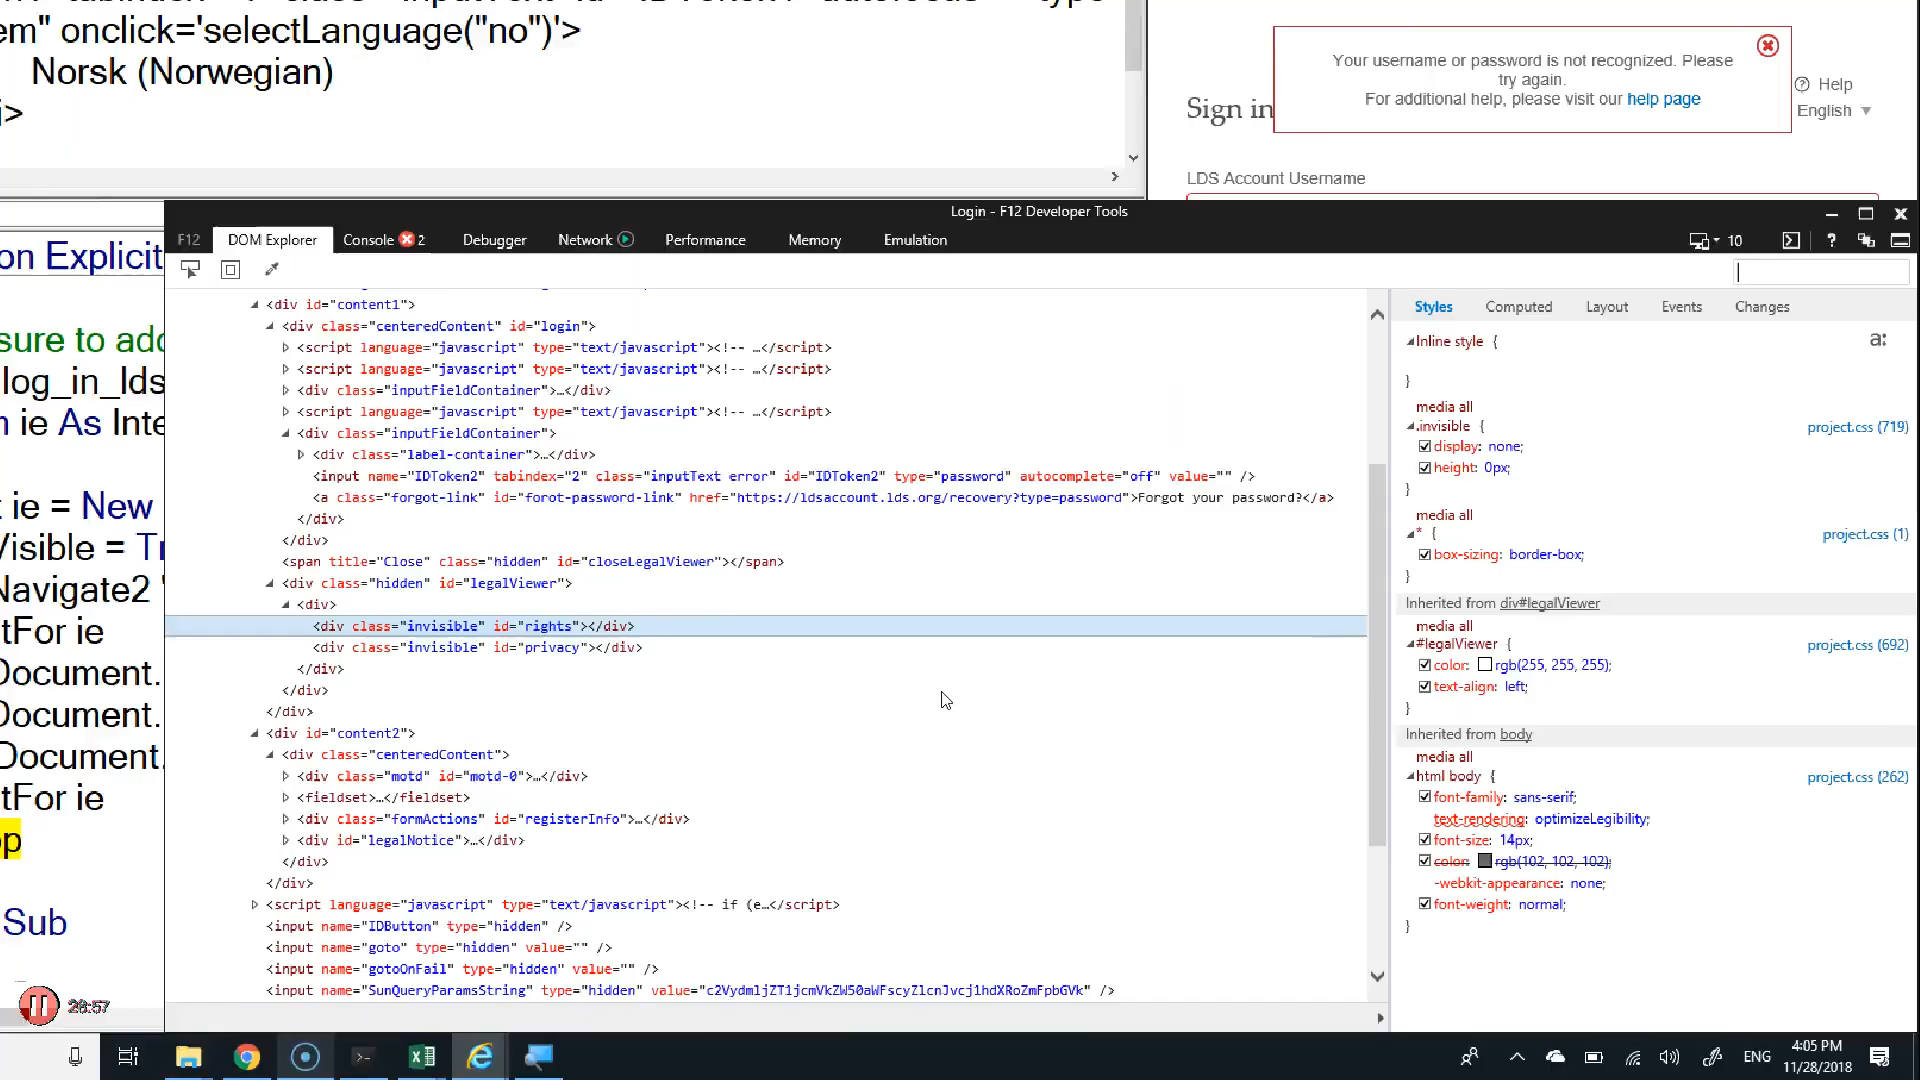 em" onclick='selectLanguage("no")'>
Norsk (Norwegian)
i>
Your username or password is not recognized. Please
try again.
For additional help, please visit our help page
Sign in
Help
English
LDS Account Username
Login - F12 Developer Tools
F12 DOM Explorer Console 2 Debugger Network Performance Memory Emulation 10 ?
on Explicit
sure to add
log_in_lds
m ie As Inte
t ie = New
Visible = Tr
Navigate2 "
tFor ie
Document.
Document.
Document.
tFor ie
op
Sub
<div id="content1">
<div class="centeredContent" id="login">
<script language="javascript" type="text/javascript"><!-- …</script>
<script language="javascript" type="text/javascript"><!-- …</script>
<div class="inputFieldContainer">…</div>
<script language="javascript" type="text/javascript"><!-- …</script>
<div class="inputFieldContainer">
<div class="label-container">…</div>
<input name="IDToken2" tabindex="2" class="inputText error" id="IDToken2" type="password" autocomplete="off" value="" />
<a class="forgot-link" id="forot-password-link" href="https://ldsaccount.lds.org/recovery?type=password">Forgot your password?</a>
</div>
</div>
<span title="Close" class="hidden" id="closeLegalViewer"></span>
<div class="hidden" id="legalViewer">
<div>
<div class="invisible" id="rights"></div>
<div class="invisible" id="privacy"></div>
</div>
</div>
</div>
<div id="content2">
<div class="centeredContent">
<div class="motd" id="motd-0">…</div>
<fieldset>…</fieldset>
<div class="formActions" id="registerInfo">…</div>
<div id="legalNotice">…</div>
</div>
</div>
<script language="javascript" type="text/javascript"><!-- if (e…</script>
<input name="IDButton" type="hidden" />
<input name="goto" type="hidden" value="" />
<input name="gotoOnFail" type="hidden" value="" />
<input name="SunQueryParamsString" type="hidden" value="c2VydmljZT1jcmVkZW50aWFscyZlcnJvcj1hdXRoZmFpbGVk" />
Styles Computed Layout Events Changes
Inline style {
a:
}
media all
.invisible { project.css (719)
display: none;
height: 0px;
}
media all
* { project.css (1)
box-sizing: border-box;
}
Inherited from div#legalViewer
media all
#legalViewer { project.css (692)
color: rgb(255, 255, 255);
text-align: left;
}
Inherited from body
media all
html body { project.css (262)
font-family: sans-serif;
text-rendering: optimizeLegibility;
font-size: 14px;
color: rgb(102, 102, 102);
-webkit-appearance: none;
font-weight: normal;
}
28:57
ENG
4:05 PM
11/28/2018